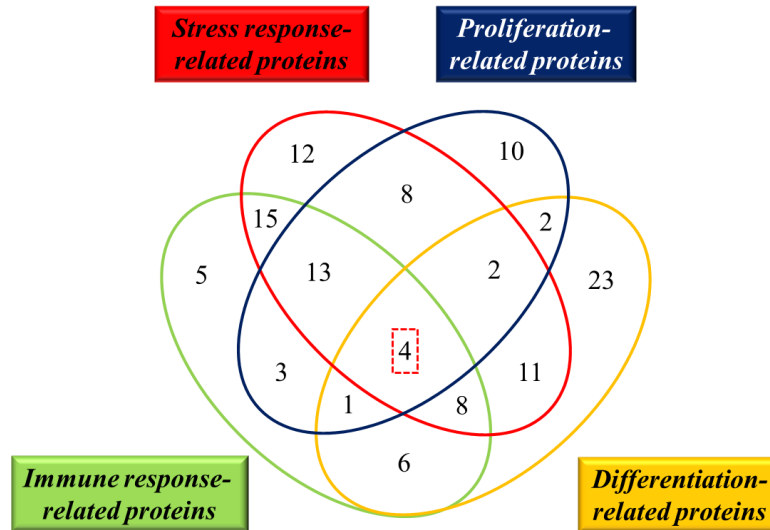 Stress response-
related proteins
Proliferation-
related proteins
12
10
8
15
2
5
13
2
23
4
3
11
1
8
6
Immune response-
related proteins
Differentiation-
related proteins